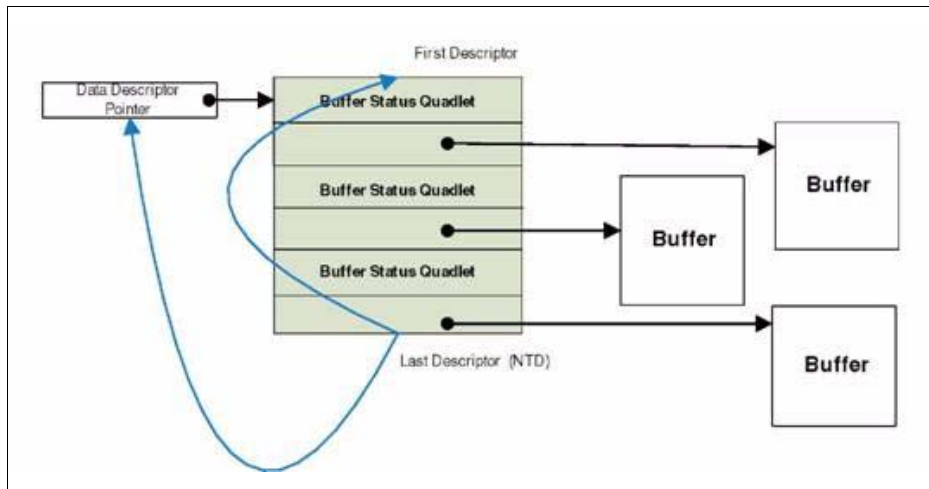 First Descriptor
Data Descriptor
Pointer
Buffer Status Quadlet
Buffer
Buffer Status Quadlet
Buffer
Buffer Status Quadlet
Last Descriptor (NTD)
Buffer